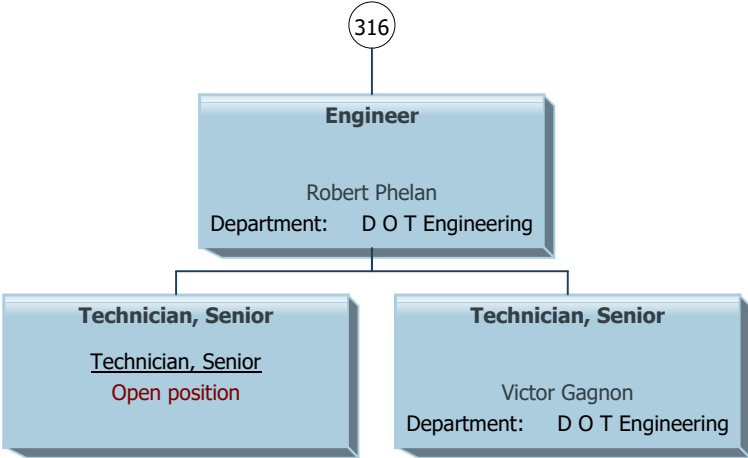 316
Engineer
Robert Phelan
Department: D O T Engineering
Technician, Senior
Technician, Senior
Open position
Technician, Senior
Victor Gagnon
Department: D O T Engineering